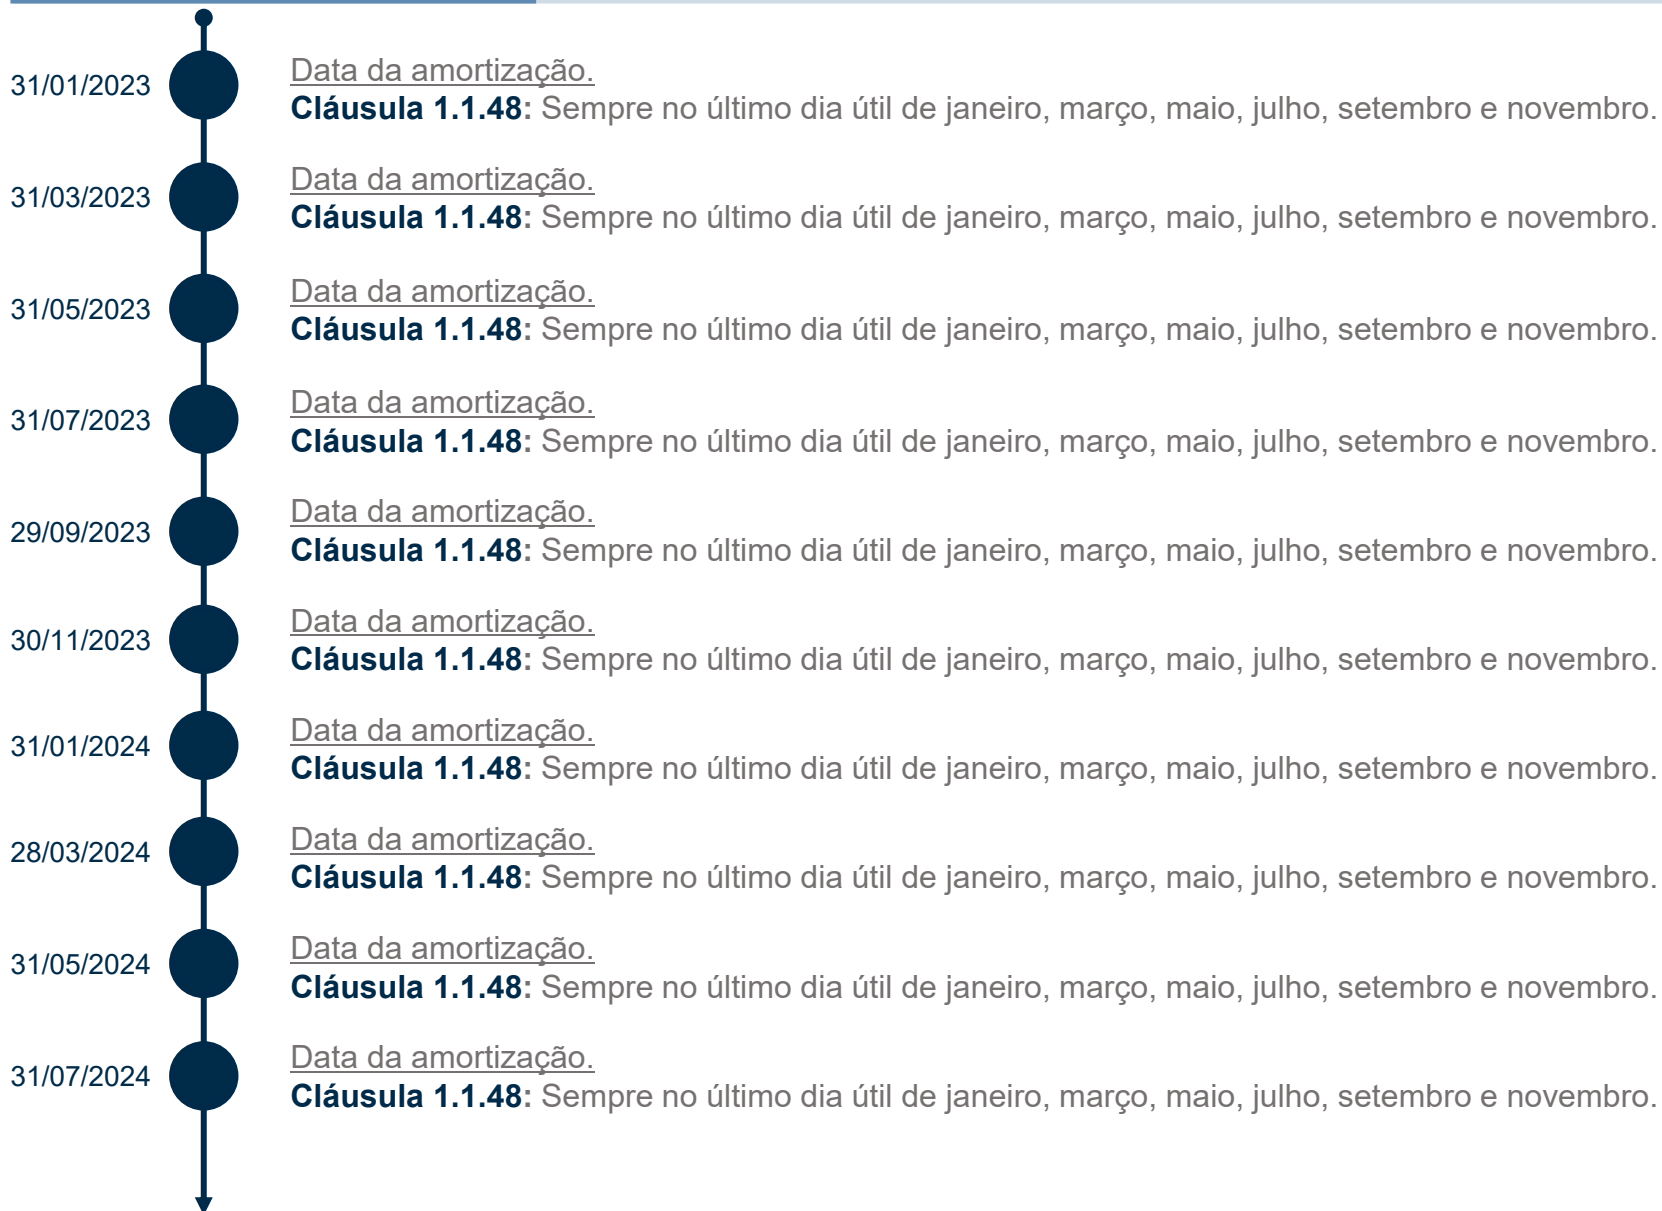 31/01/2023
Data da amortização.
Cláusula 1.1.48: Sempre no último dia útil de janeiro, março, maio, julho, setembro e novembro.
31/03/2023
Data da amortização.
Cláusula 1.1.48: Sempre no último dia útil de janeiro, março, maio, julho, setembro e novembro.
31/05/2023
Data da amortização.
Cláusula 1.1.48: Sempre no último dia útil de janeiro, março, maio, julho, setembro e novembro.
31/07/2023
Data da amortização.
Cláusula 1.1.48: Sempre no último dia útil de janeiro, março, maio, julho, setembro e novembro.
29/09/2023
Data da amortização.
Cláusula 1.1.48: Sempre no último dia útil de janeiro, março, maio, julho, setembro e novembro.
30/11/2023
Data da amortização.
Cláusula 1.1.48: Sempre no último dia útil de janeiro, março, maio, julho, setembro e novembro.
31/01/2024
Data da amortização.
Cláusula 1.1.48: Sempre no último dia útil de janeiro, março, maio, julho, setembro e novembro.
28/03/2024
Data da amortização.
Cláusula 1.1.48: Sempre no último dia útil de janeiro, março, maio, julho, setembro e novembro.
31/05/2024
Data da amortização.
Cláusula 1.1.48: Sempre no último dia útil de janeiro, março, maio, julho, setembro e novembro.
31/07/2024
Data da amortização.
Cláusula 1.1.48: Sempre no último dia útil de janeiro, março, maio, julho, setembro e novembro.